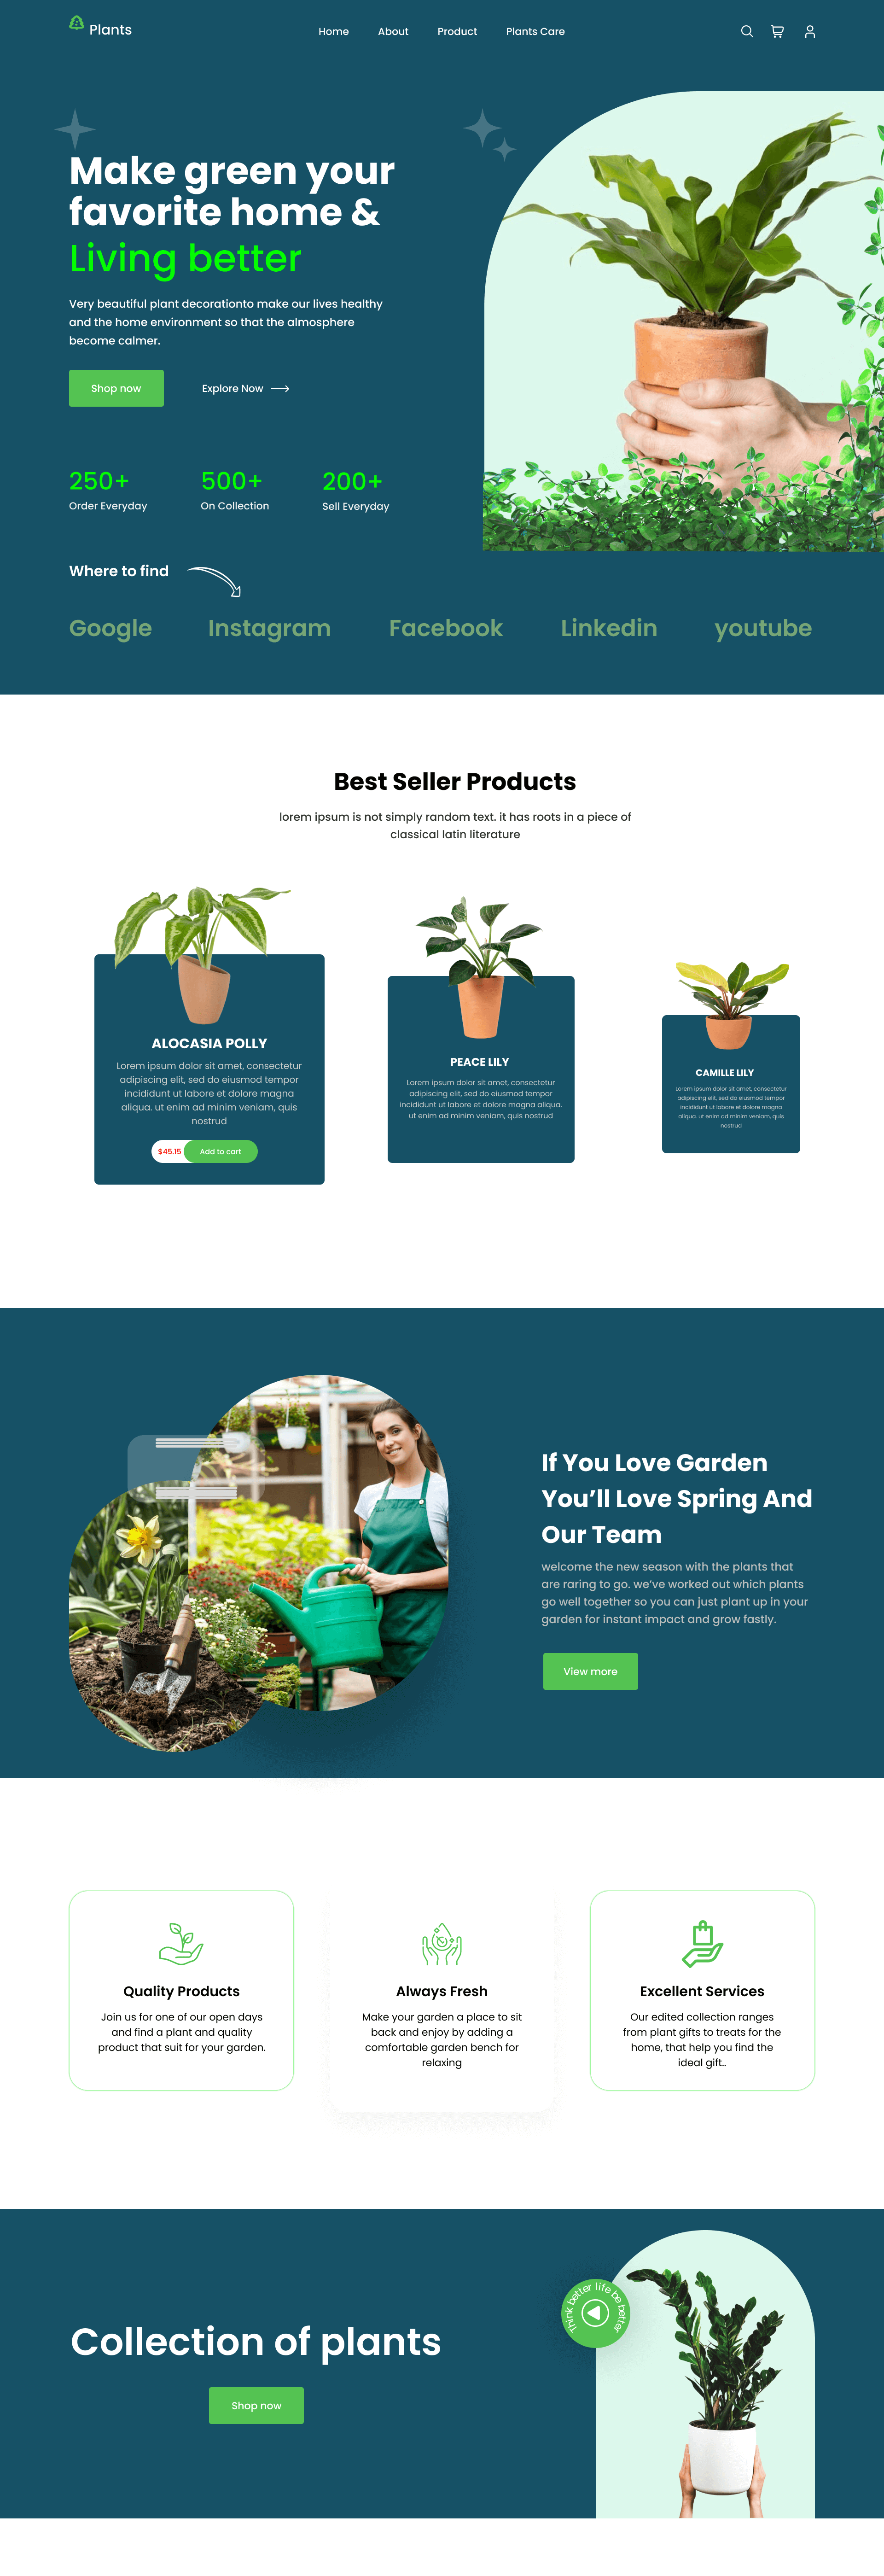 Plants
Home
About
Product
Plants Care
Make green your
favorite home &
Living better
Very beautiful plant decorationto make our lives healthy
and the home environment so that the almosphere
become calmer.
Shop now
Explore Now
250+
Order Everyday
500+
On Collection
200+
Sell Everyday
Where to find
Google
Instagram
Facebook
Linkedin
youtube
Best Seller Products
lorem ipsum is not simply random text. it has roots in a piece of
classical latin literature
ALOCASIA POLLY
Lorem ipsum dolor sit amet, consectetur
adipiscing elit, sed do eiusmod tempor
incididunt ut labore et dolore magna
aliqua. ut enim ad minim veniam, quis
nostrud
$45.15
Add to cart
PEACE LILY
Lorem ipsum dolor sit amet, consectetur
adipiscing elit, sed do eiusmod tempor
incididunt ut labore et dolore magna aliqua.
ut enim ad minim veniam, quis nostrud
CAMILLE LILY
Lorem ipsum dolor sit amet, consectetur
adipiscing elit, sed do eiusmod tempor
incididunt ut labore et dolore magna
aliqua. ut enim ad minim veniam, quis
nostrud
If You Love Garden
You’ll Love Spring And
Our Team
welcome the new season with the plants that
are raring to go. we’ve worked out which plants
go well together so you can just plant up in your
garden for instant impact and grow fastly.
View more
Quality Products
Join us for one of our open days
and find a plant and quality
product that suit for your garden.
Always Fresh
Make your garden a place to sit
back and enjoy by adding a
comfortable garden bench for
relaxing
Excellent Services
Our edited collection ranges
from plant gifts to treats for the
home, that help you find the
ideal gift..
think better life be better
Collection of plants
Shop now